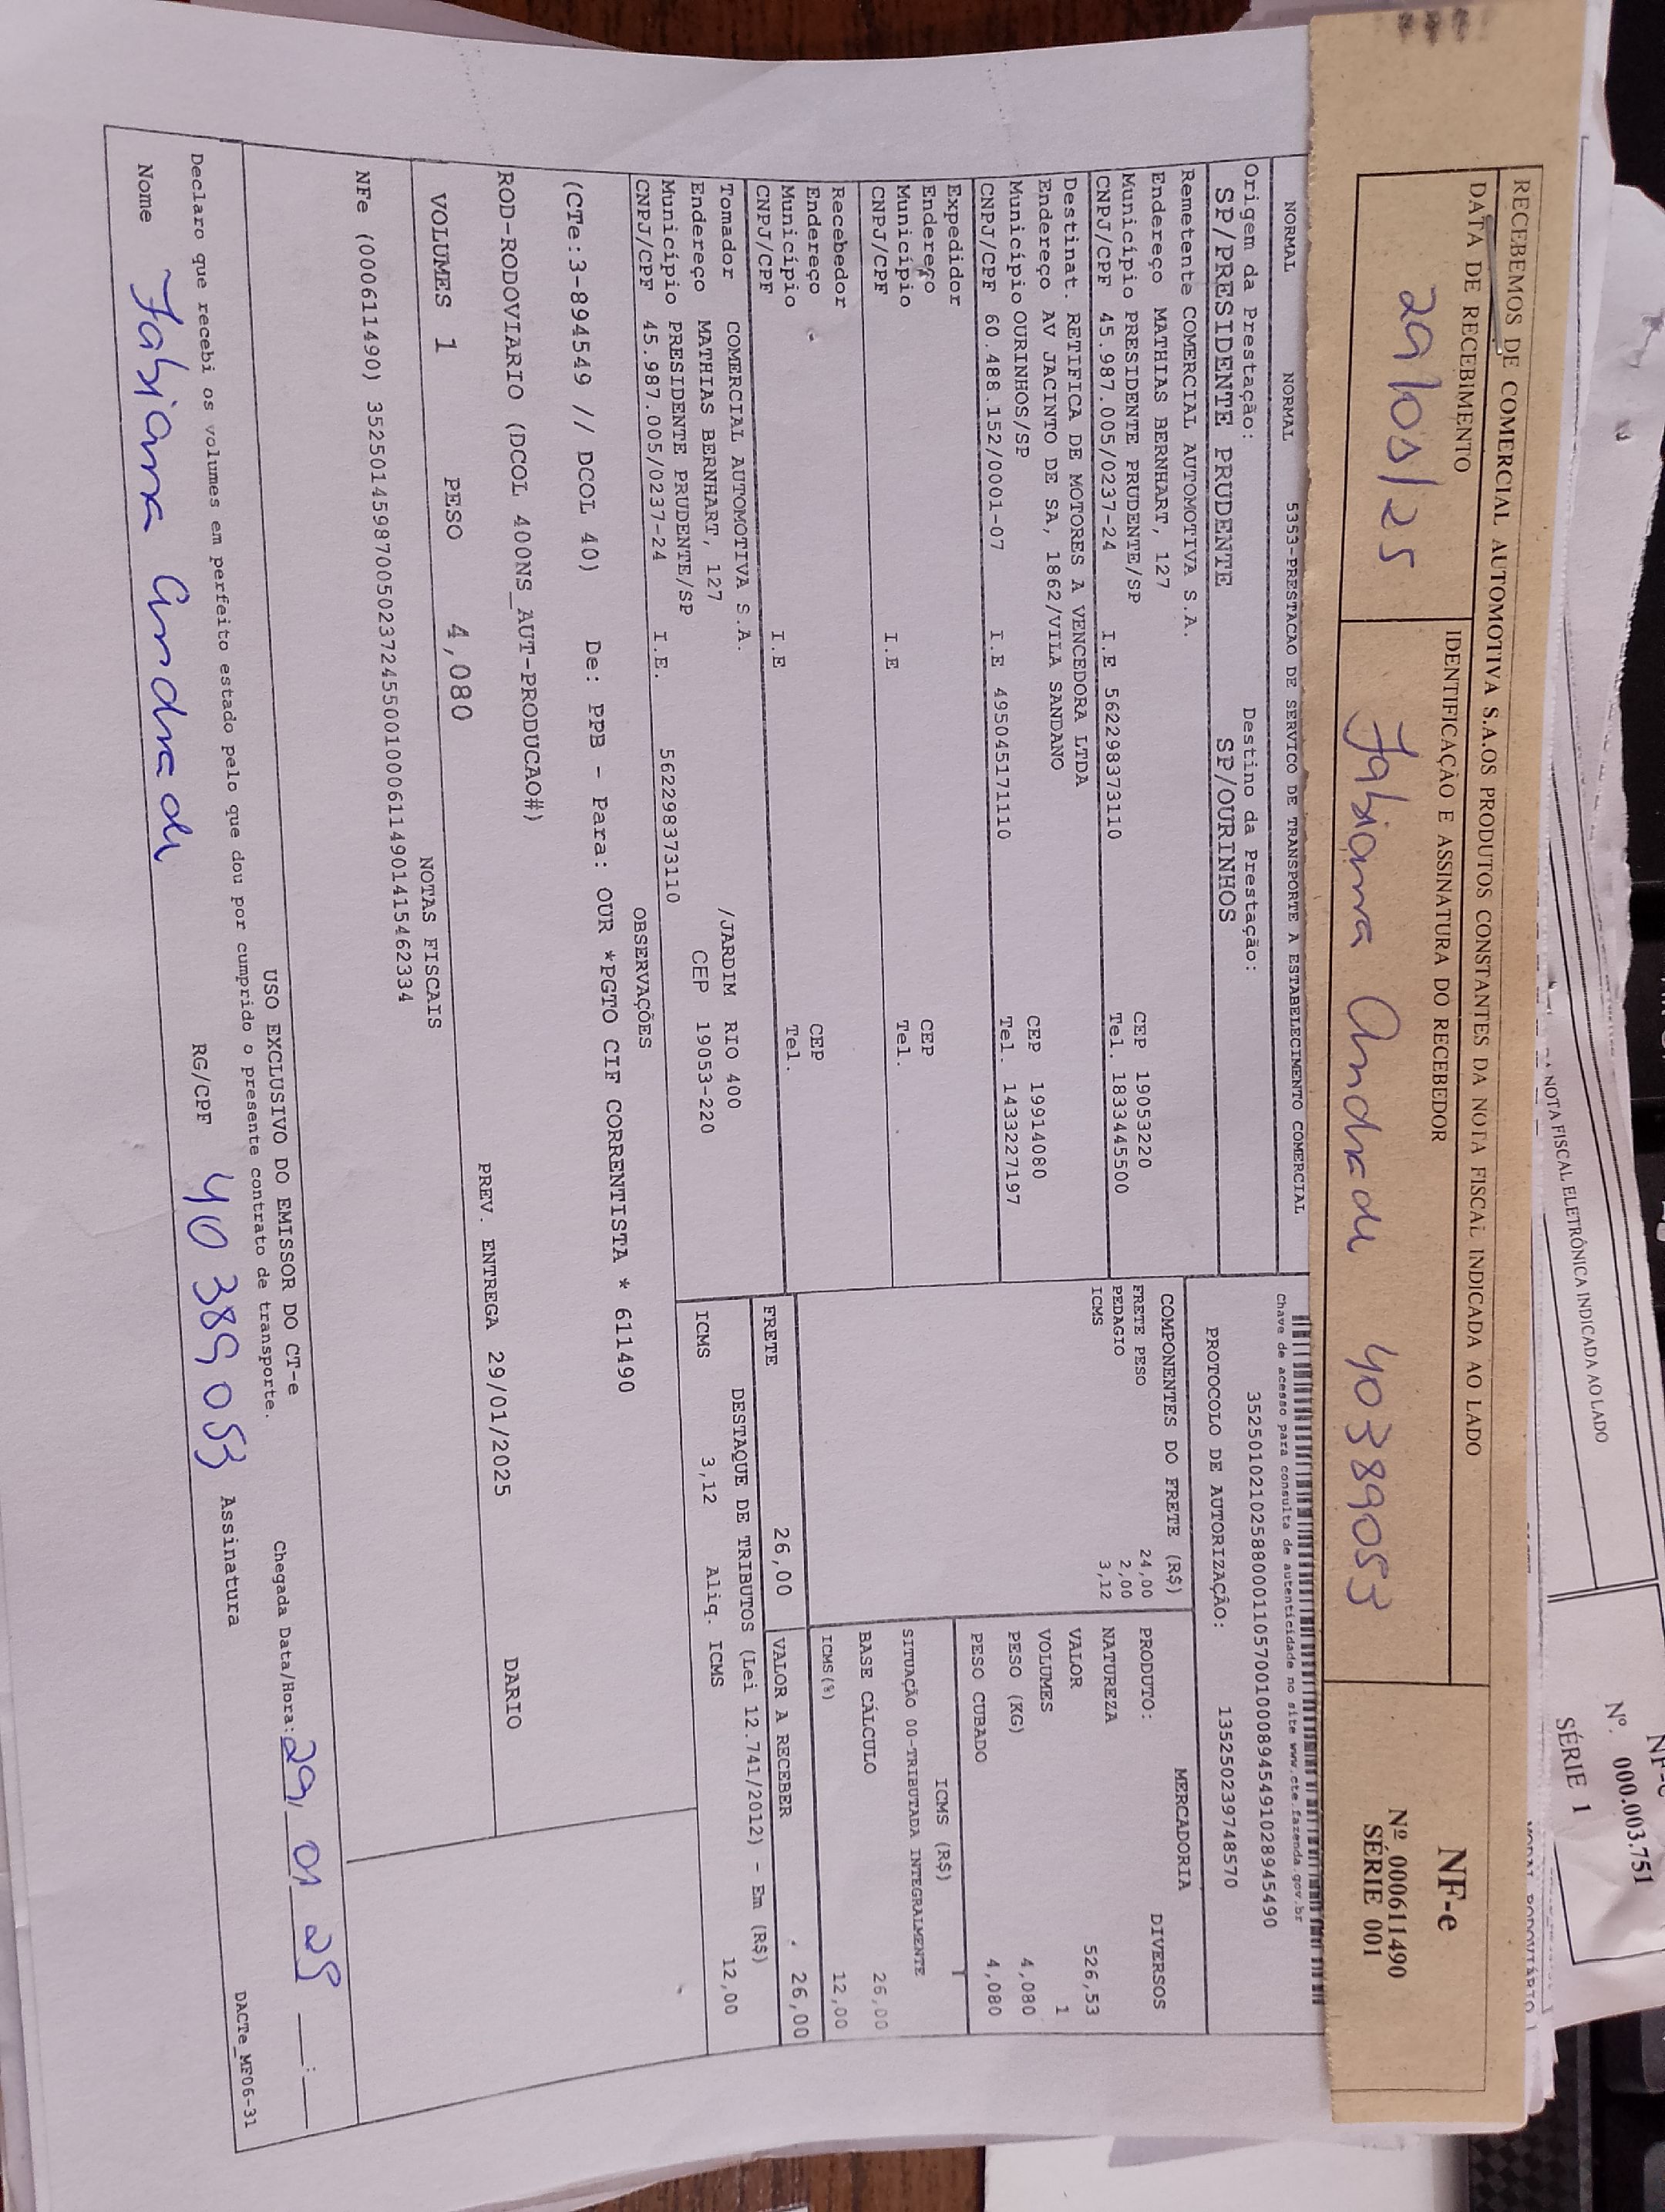 RECEBEMOS DE COMERCIAL AUTOMOTIVA S.A.OS PRODUTOS CONSTANTES DA NOTA FISCAL INDICADA AO LADO
DATA DE RECEBIMENTO
IDENTIFICAÇÃO E ASSINATURA DO RECEBEDOR
29/01/25
Fabiana Andrade 40389053
NF-e
Nº 000611490
SÉRIE 001
NOTA FISCAL ELETRÔNICA INDICADA AO LADO
Nº. 000.003.751
SÉRIE 1
NORMAL NORMAL 5353-PRESTACAO DE SERVICO DE TRANSPORTE A ESTABELECIMENTO COMERCIAL
Origem da Prestação: Destino da Prestação:
SP/PRESIDENTE PRUDENTE SP/OURINHOS
Remetente COMERCIAL AUTOMOTIVA S.A.
Endereço MATHIAS BERNHART, 127
Município PRESIDENTE PRUDENTE/SP CEP 19053220
CNPJ/CPF 45.987.005/0237-24 I.E 562298373110 Tel. 1833445500
Destinat. RETIFICA DE MOTORES A VENCEDORA LTDA
Endereço AV JACINTO DE SA, 1862/VILA SANDANO
Município OURINHOS/SP CEP 19914080
CNPJ/CPF 60.488.152/0001-07 I.E 495045171110 Tel. 1433227197
Expedidor
Endereço
Município CEP
CNPJ/CPF I.E Tel.
Recebedor
Endereço
Município CEP
CNPJ/CPF I.E Tel.
Tomador COMERCIAL AUTOMOTIVA S.A.
Endereço MATHIAS BERNHART, 127 /JARDIM RIO 400
Município PRESIDENTE PRUDENTE/SP CEP 19053-220
CNPJ/CPF 45.987.005/0237-24 I.E. 562298373110
Chave de acesso para consulta de autenticidade no site www.cte.fazenda.gov.br
PROTOCOLO DE AUTORIZAÇÃO: 135250239748570
COMPONENTES DO FRETE (R$)
FRETE PESO 24,00
PEDAGIO 2,00
ICMS 3,12
MERCADORIA
PRODUTO: DIVERSOS
NATUREZA
VALOR 526,53
VOLUMES 1
PESO (KG) 4,080
PESO CUBADO 4,080
ICMS (R$)
SITUAÇÃO 00-TRIBUTADA INTEGRALMENTE
BASE CÁLCULO 26,00
ICMS(%) 12,00
FRETE 26,00 VALOR A RECEBER 26,00
DESTAQUE DE TRIBUTOS (Lei 12.741/2012) - Em (R$)
ICMS 3,12 Aliq. ICMS 12,00
OBSERVAÇÕES
(CTe:3-894549 // DCOL 40) De: PPB - Para: OUR *PGTO CIF CORRENTISTA * 611490
ROD-RODOVIARIO (DCOL 400NS_AUT-PRODUCAO#)
PREV. ENTREGA 29/01/2025 DARIO
VOLUMES 1 PESO 4,080
NOTAS FISCAIS
NFe (000611490)
USO EXCLUSIVO DO EMISSOR DO CT-e
Declaro que recebi os volumes em perfeito estado pelo que dou por cumprido o presente contrato de transporte.
Chegada Data/Hora: 29/ 01 25 __:__
Nome Fabiana Andrade RG/CPF 40 389 053 Assinatura
DACTe_MF06-31